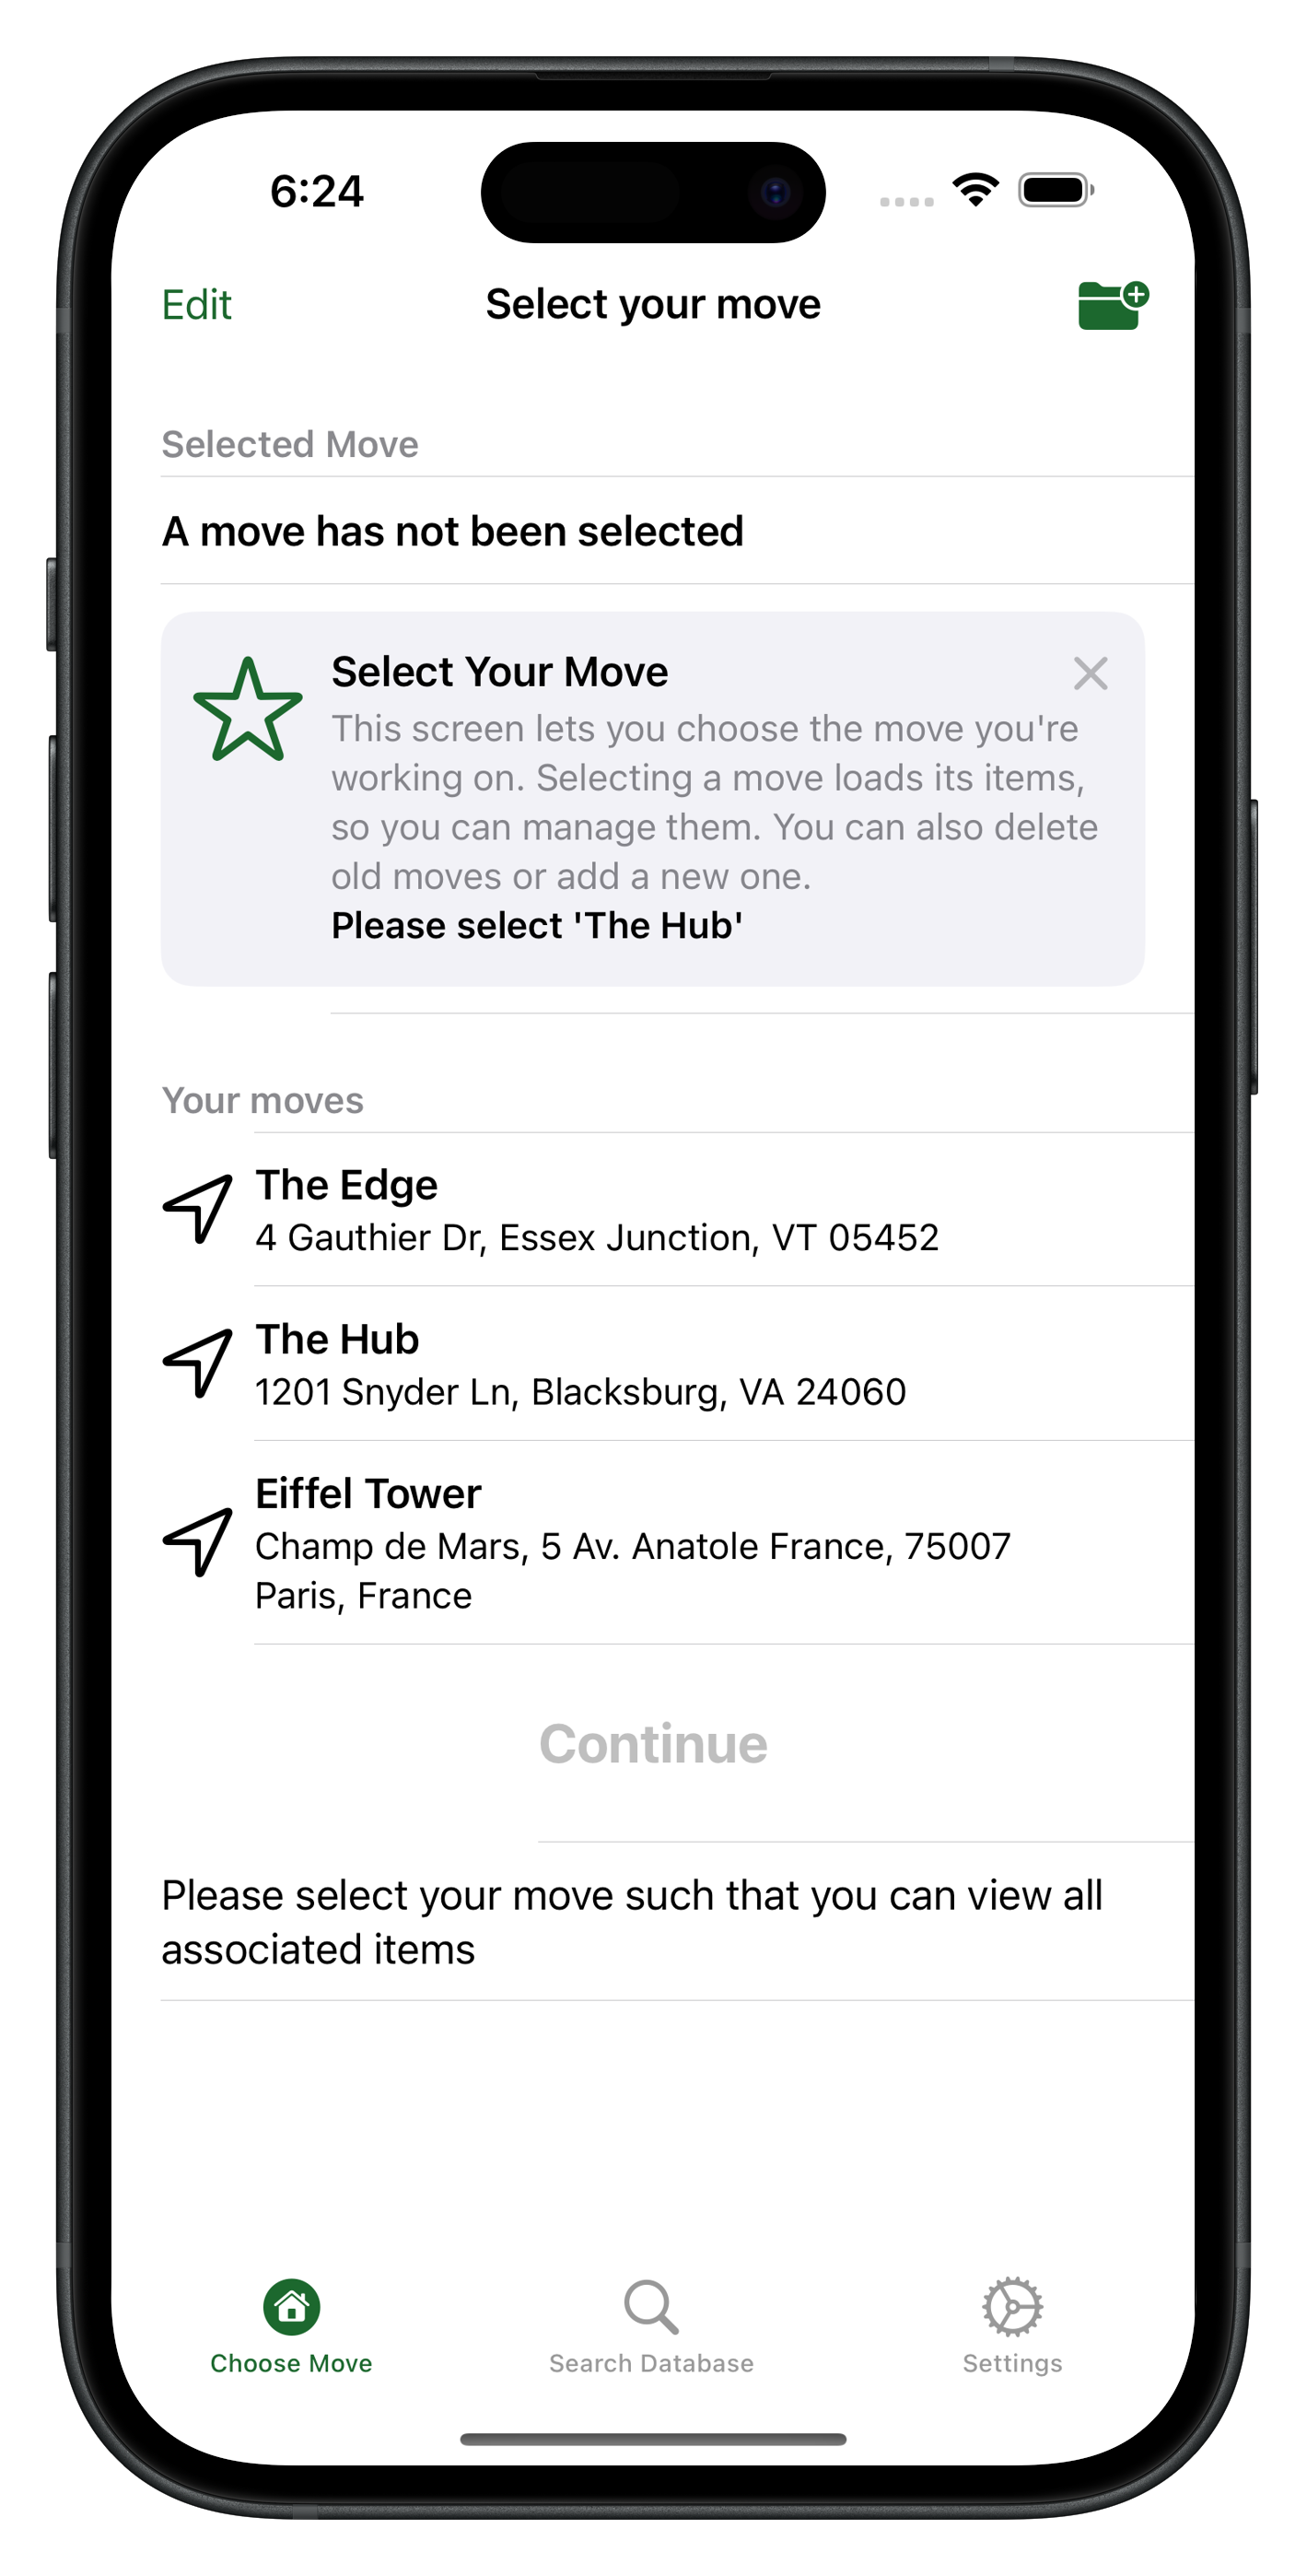 6:24
Edit
Select your move
Selected Move
A move has not been selected
Select Your Move
This screen lets you choose the move you're
working on. Selecting a move loads its items,
so you can manage them. You can also delete
old moves or add a new one.
Please select 'The Hub'
Your moves
The Edge
4 Gauthier Dr, Essex Junction, VT 05452
The Hub
1201 Snyder Ln, Blacksburg, VA 24060
Eiffel Tower
Champ de Mars, 5 Av. Anatole France, 75007
Paris, France
Continue
Please select your move such that you can view all
associated items
Choose Move
Search Database
Settings